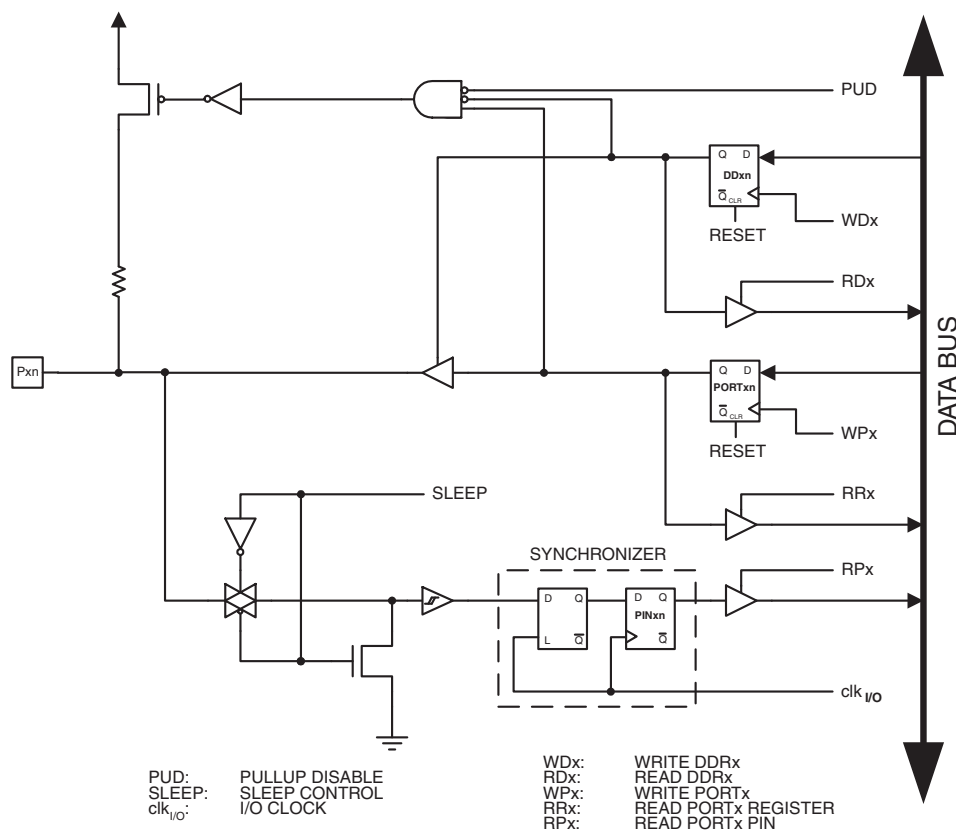 PUD
Q D
DDxn
Q CLR
WDx
RESET
RDx
Pxn
Q D
PORTxn
Q CLR
WPx
RESET
SLEEP
RRx
SYNCHRONIZER
RPx
D Q
L Q
D Q
PINxn
Q
clk I/O
DATA BUS
PUD: PULLUP DISABLE
SLEEP: SLEEP CONTROL
clk I/O: I/O CLOCK
WDx: WRITE DDRx
RDx: READ DDRx
WPx: WRITE PORTx
RRx: READ PORTx REGISTER
RPx: READ PORTx PIN